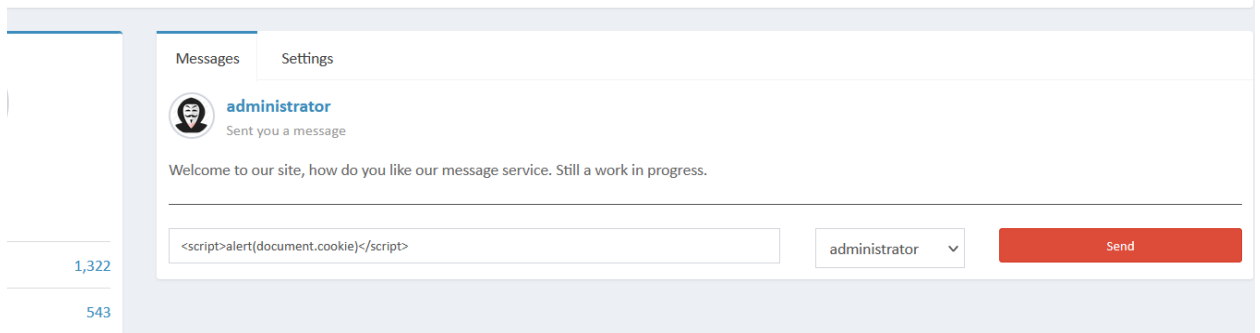 Messages Settings
administrator
Sent you a message
Welcome to our site, how do you like our message service. Still a work in progress.
<script>alert(document.cookie)</script> administrator Send
1,322
543